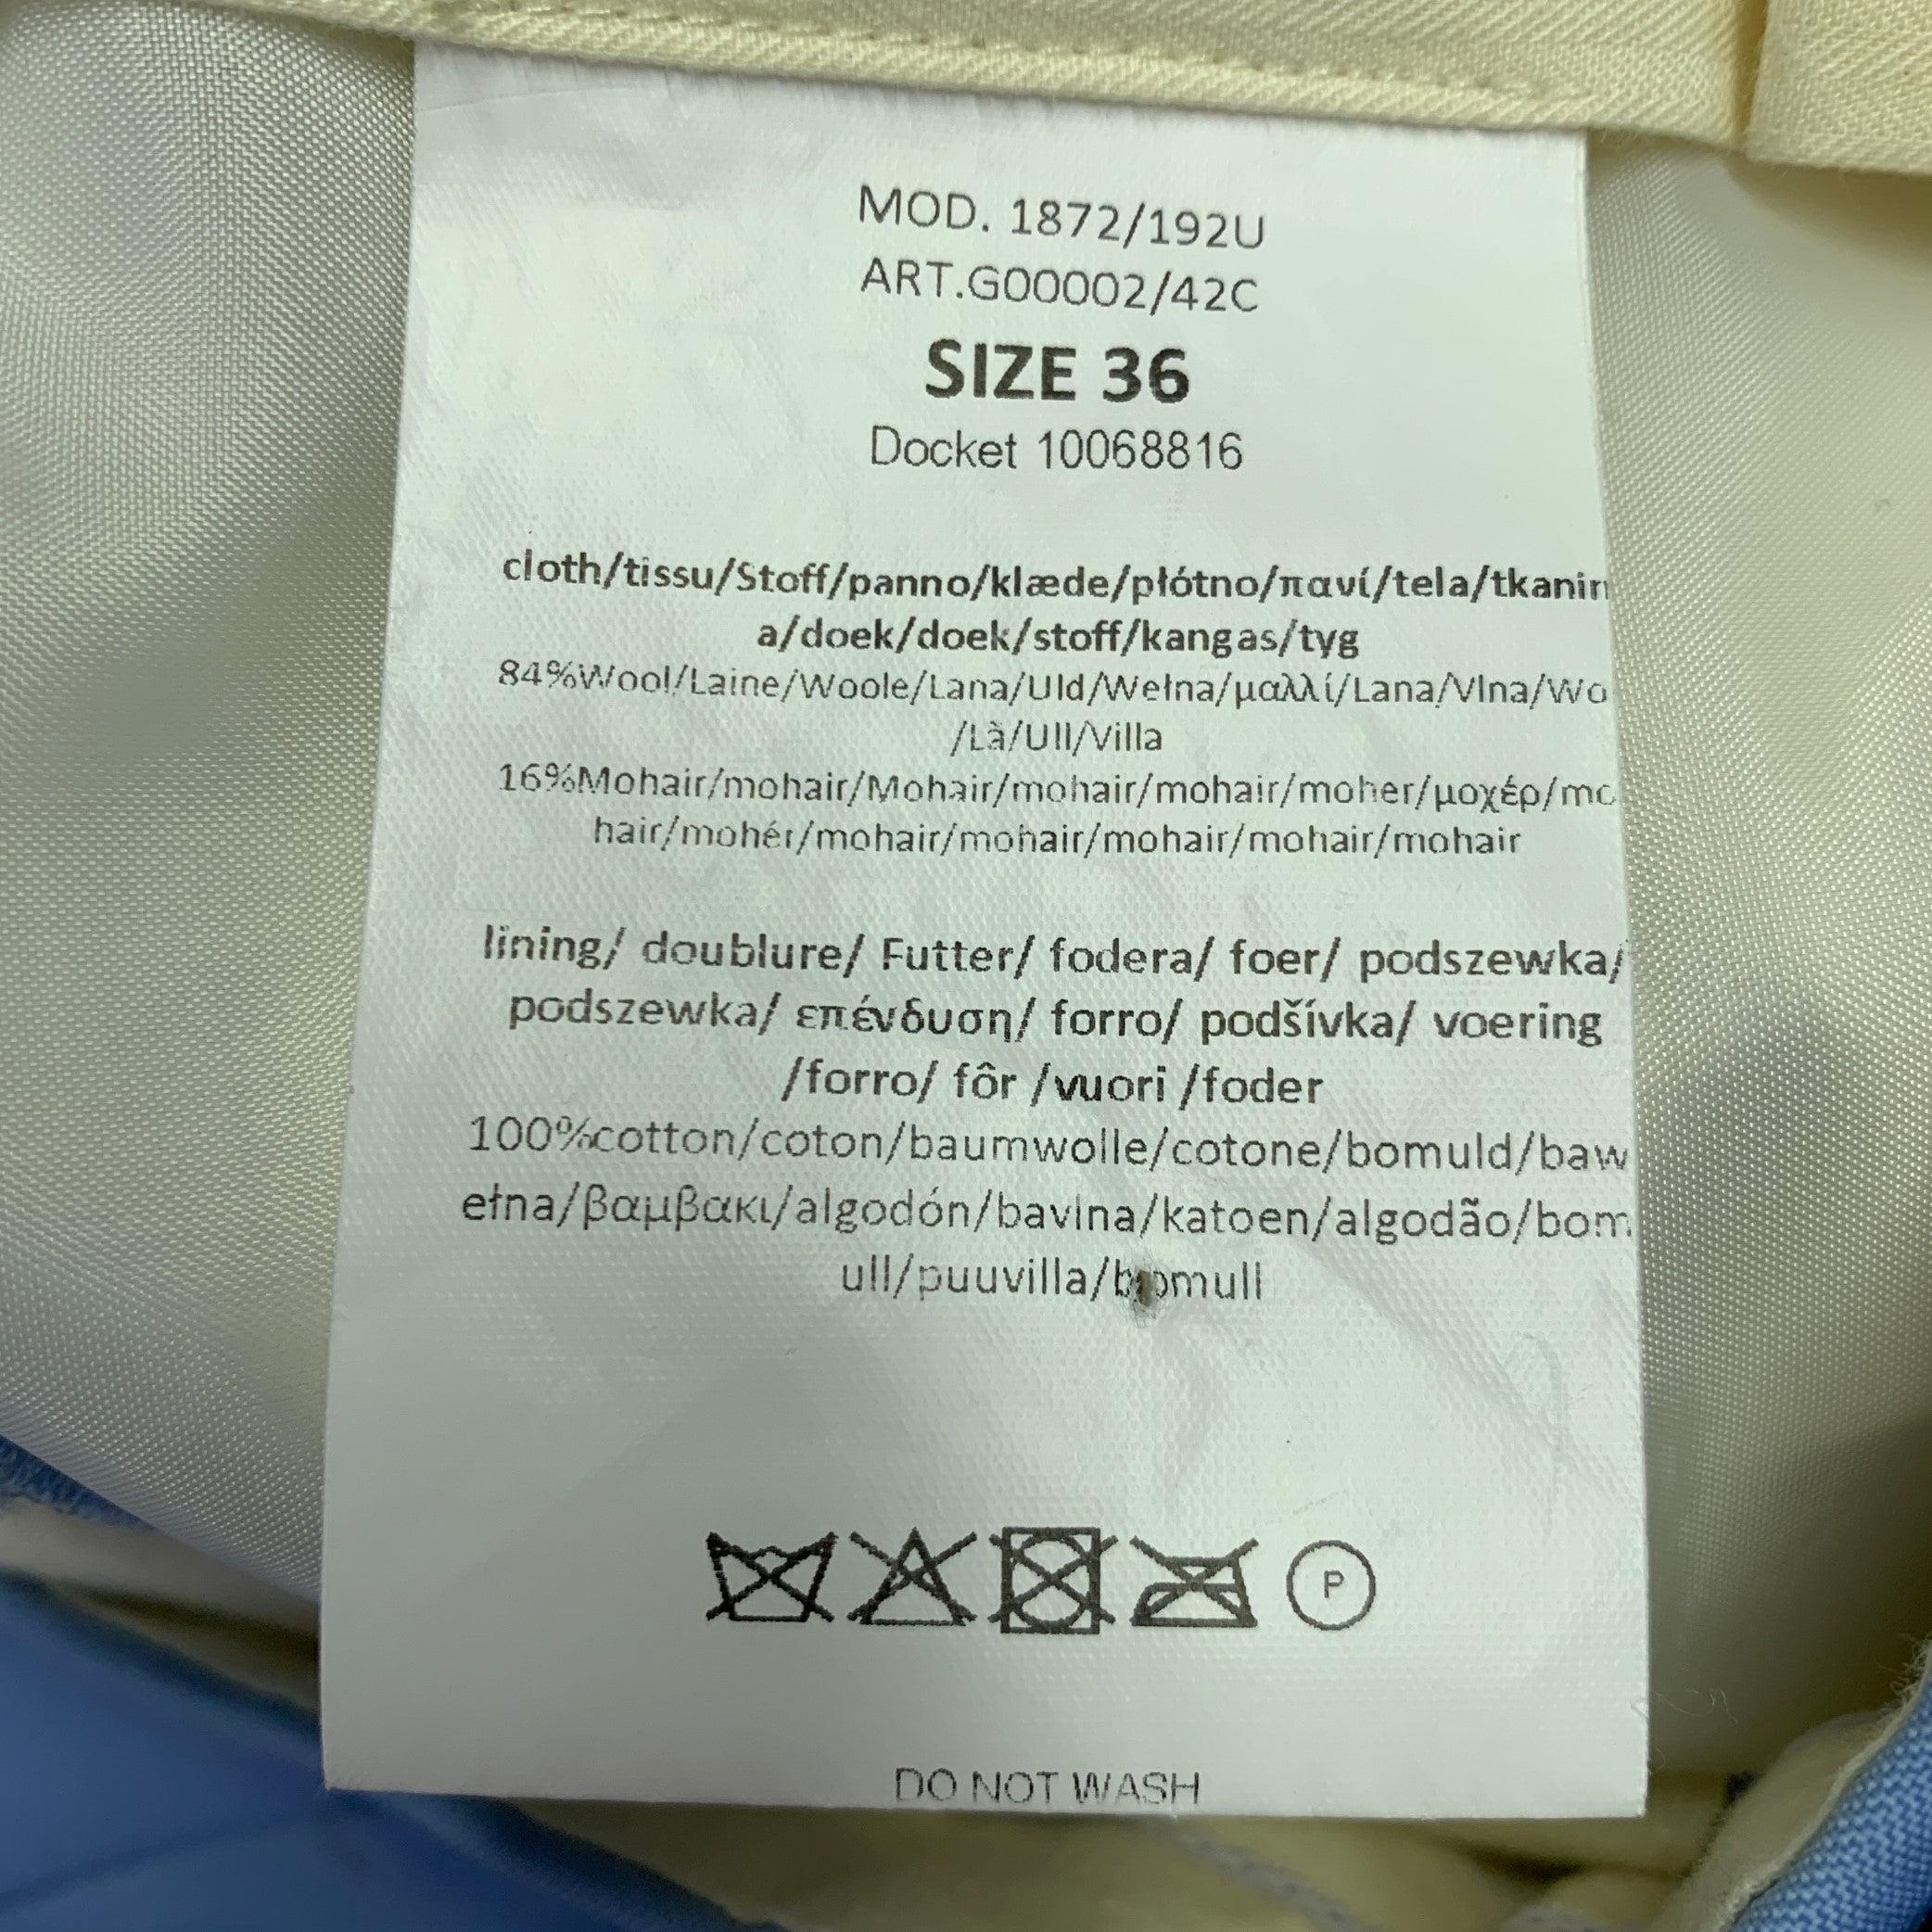 MOD. 1872/192U
ART.G00002/42C
SIZE 36
Docket 10068816
cloth/tissu/Stoff/panno/klæde/płótno/πανί/tela/tkanin
a/doek/doek/stoff/kangas/tyg
84%Wool/Laine/Woole/Lana/Uld/Wełna/μαλλί/Lana/Vlna/Wo
/Là/Ull/Villa
16%Mohair/mohair/Mohair/mohair/mohair/moher/μοχέρ/mo
hair/mohér/mohair/mohair/mohair/mohair/mohair
lining/ doublure/ Futter/ fodera/ foer/ podszewka/
podszewka/ επένδυση/ forro/ podšívka/ voering
/forro/ fôr /vuori /foder
100%cotton/coton/baumwolle/cotone/bomuld/baw
ełna/βαμβακι/algodón/bavlna/katoen/algodão/bom
ull/puuvilla/bomull
P
DO NOT WASH